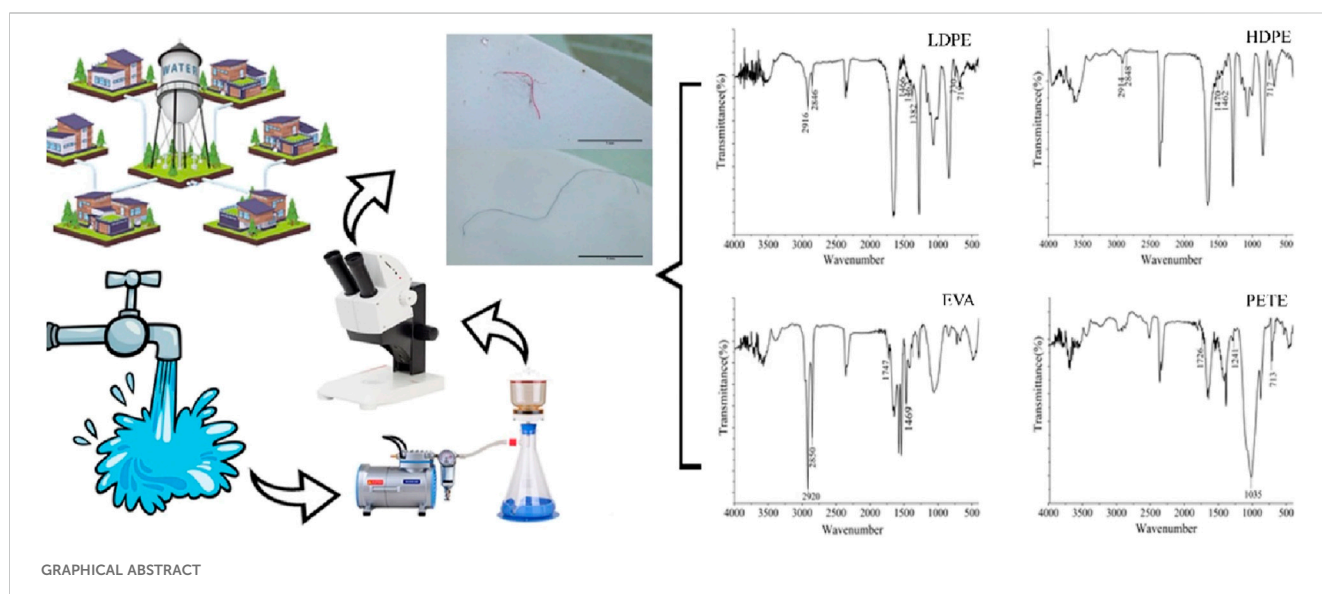 WATER
LDPE
Transmittance(%)
2916
2846
1382
4000 3500 3000 2500 2000 1500 1000 500
Wavenumber
HDPE
Transmittance(%)
2914
2848
1470
1462
717
4000 3500 3000 2500 2000 1500 1000 500
Wavenumber
EVA
Transmittance(%)
2920
2850
1747
1469
4000 3500 3000 2500 2000 1500 1000 500
Wavenumber
PETE
Transmittance(%)
1726
1241
1035
713
4000 3500 3000 2500 2000 1500 1000 500
Wavenumber
GRAPHICAL ABSTRACT